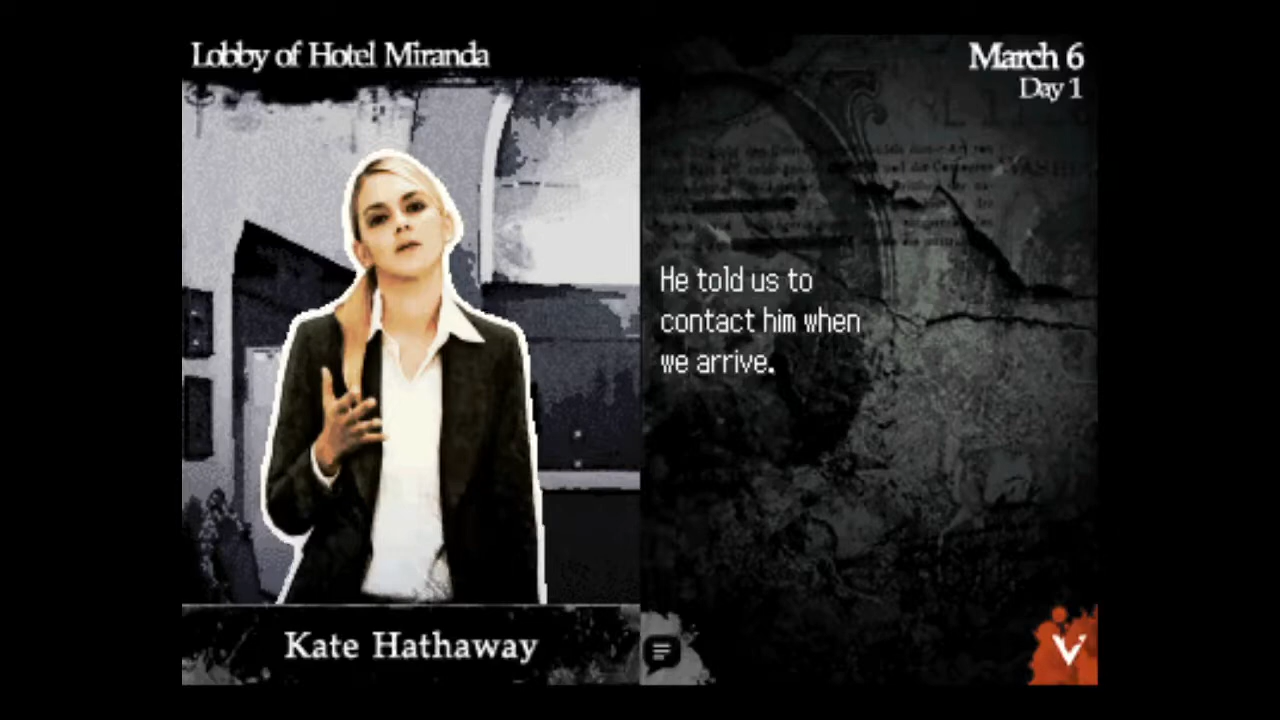 Lobby of Hotel Miranda
March 6
Day 1
He told us to
contact him when
we arrive.
Kate Hathaway